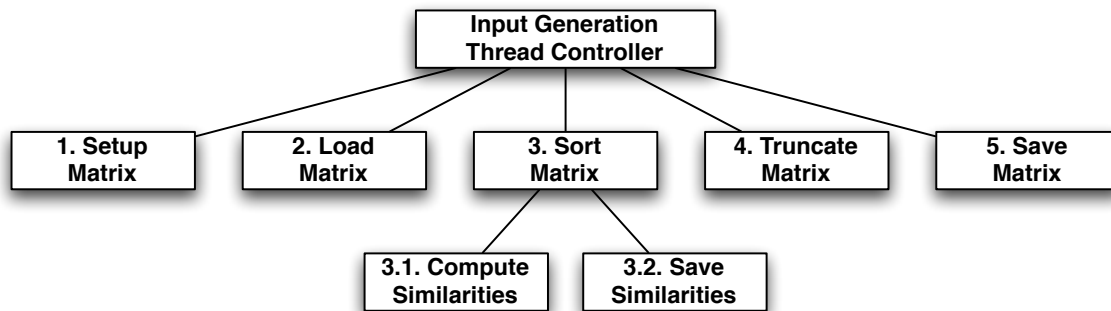 Input Generation
Thread Controller
1. Setup
Matrix
2. Load
Matrix
3. Sort
Matrix
4. Truncate
Matrix
5. Save
Matrix
3.1. Compute
Similarities
3.2. Save
Similarities